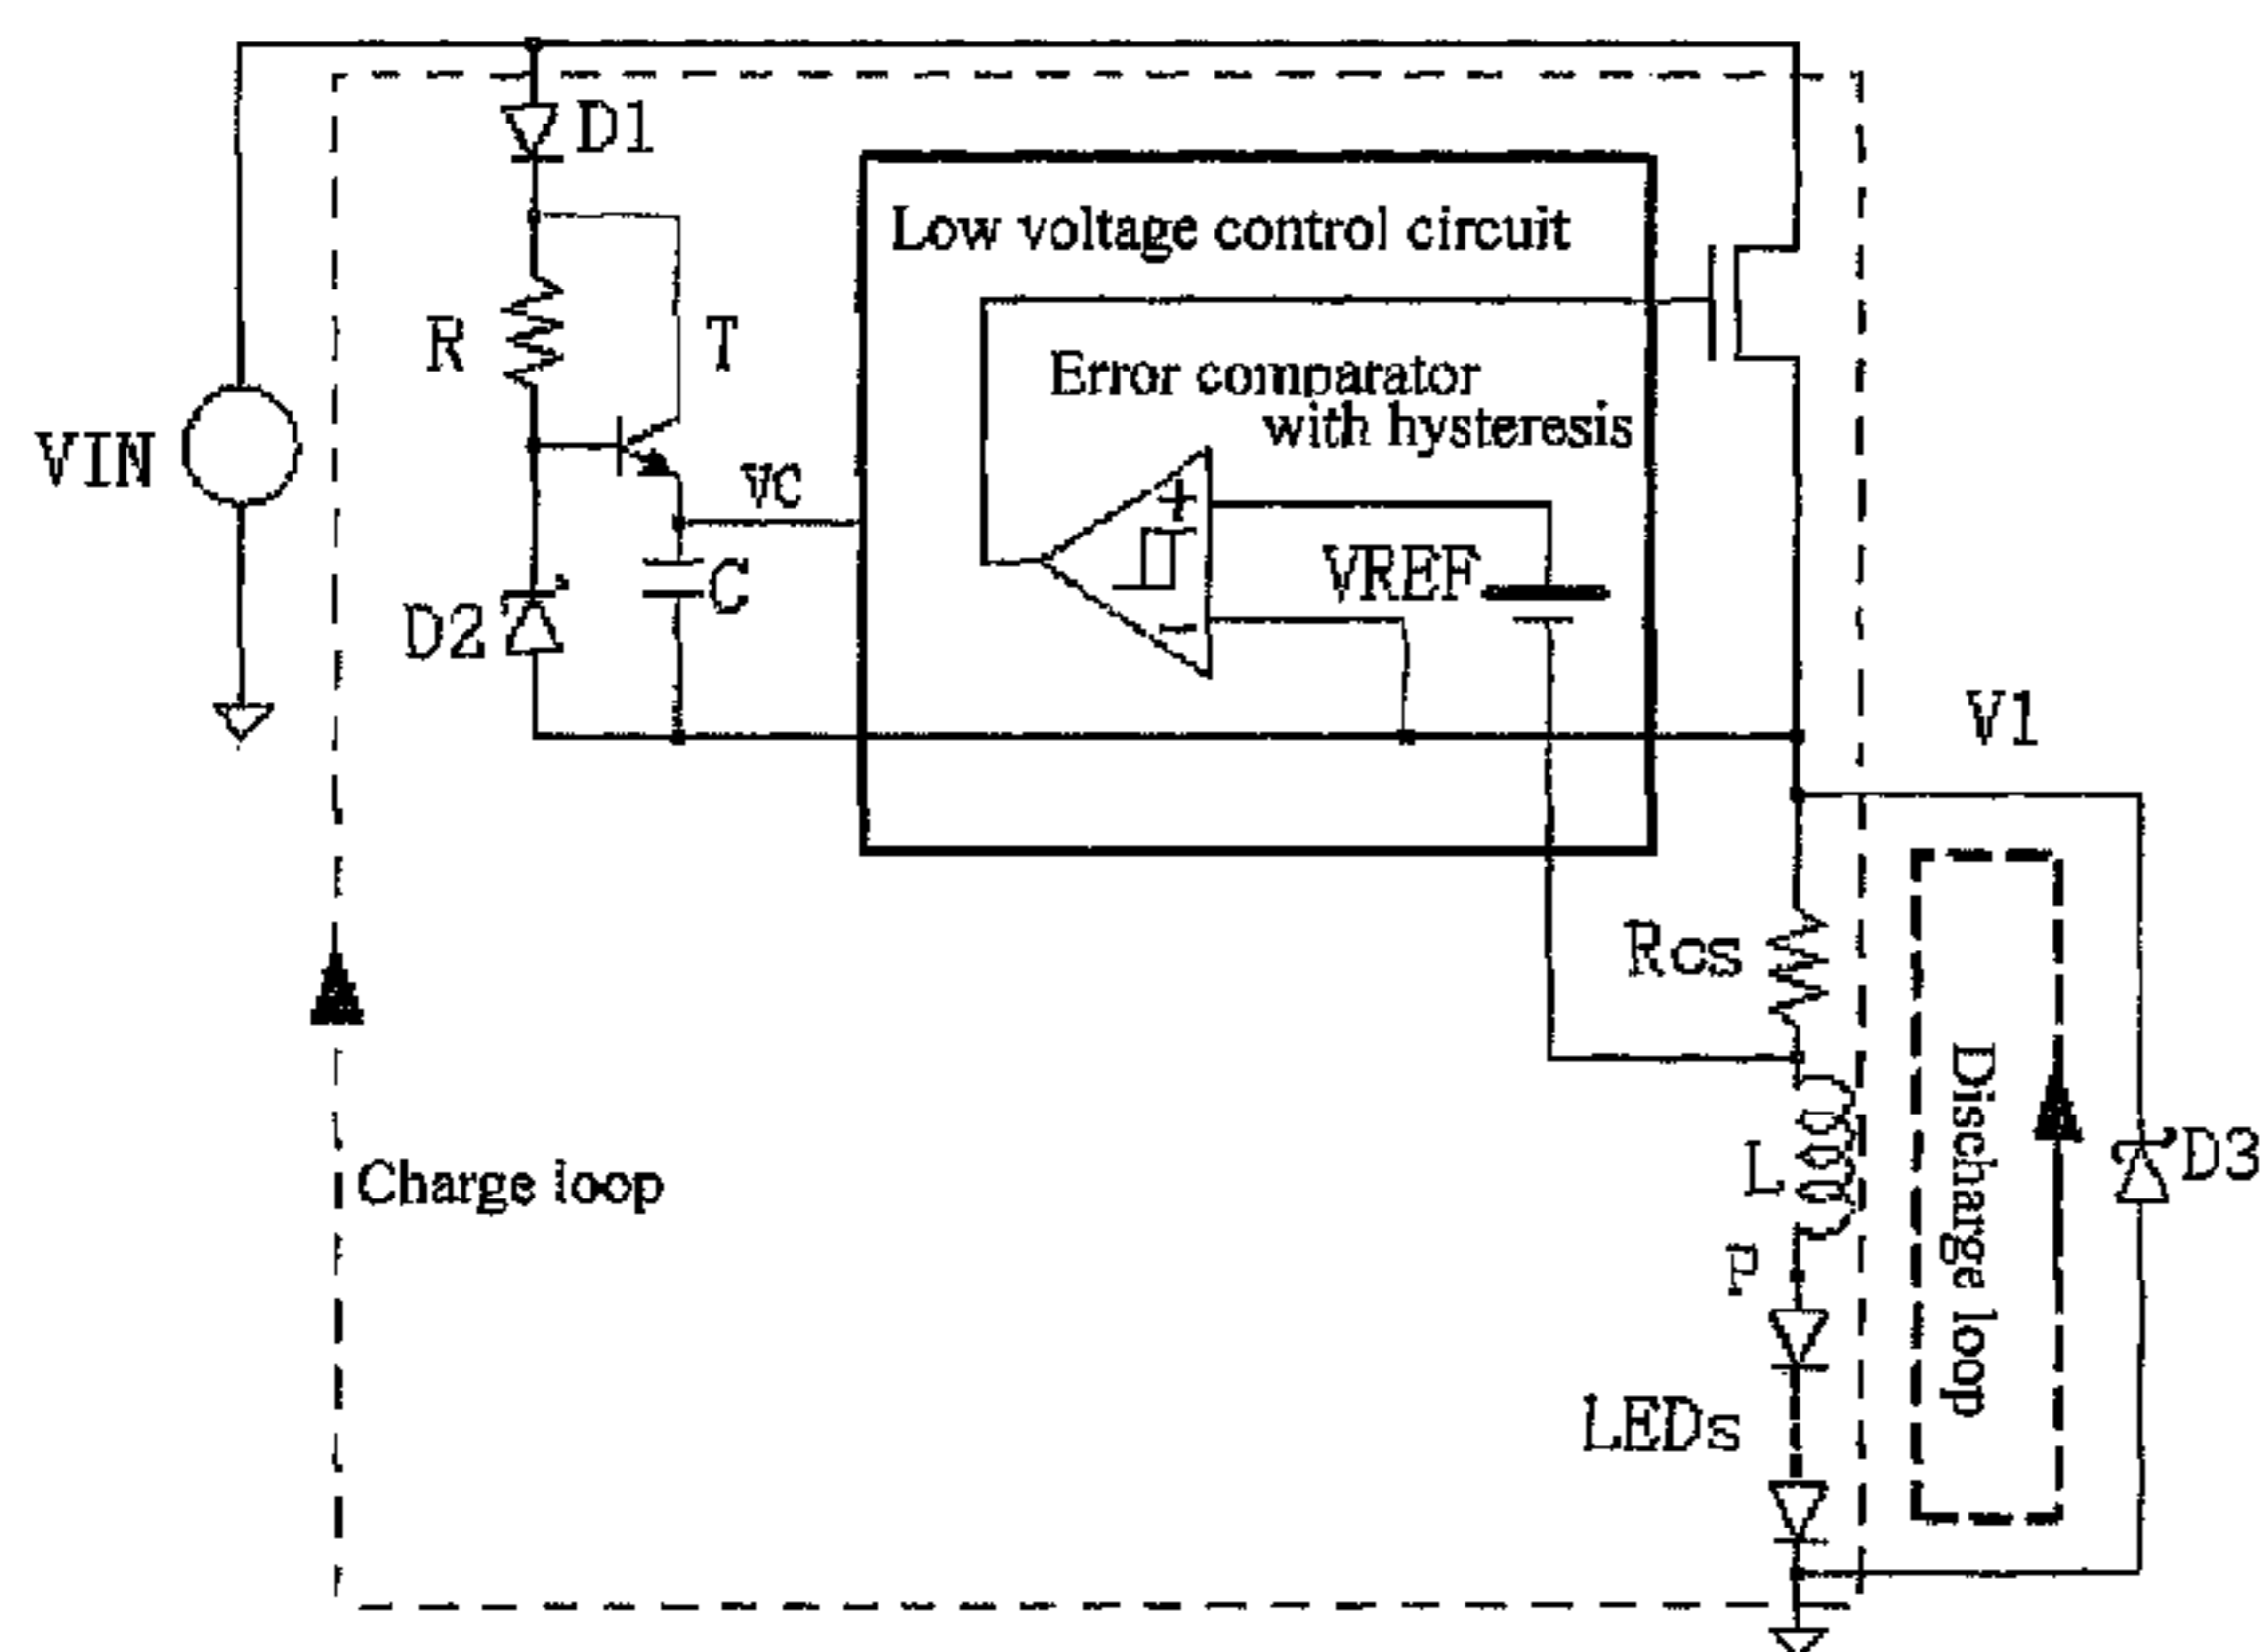 D1
Low voltage control circuit
R
T
Error comparator
with hysteresis
VIN
VC
+
VREF
C
D2
−
V1
Rcs
Discharge loop
L
D3
Charge loop
P
LEDs